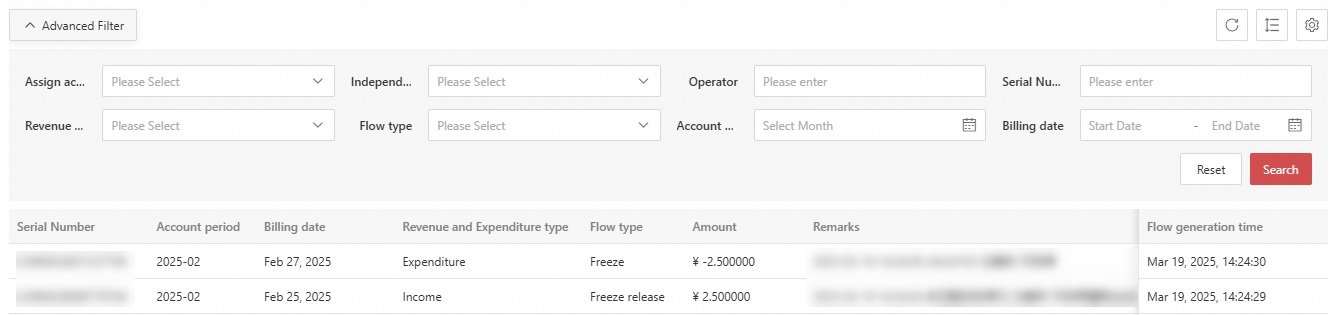 Advanced Filter
Assign ac... Please Select Independ... Please Select Operator Please enter Serial Nu... Please enter
Revenue ... Please Select Flow type Please Select Account ... Select Month Billing date Start Date - End Date
Reset Search
Serial Number Account period Billing date Revenue and Expenditure type Flow type Amount Remarks Flow generation time
2025-02 Feb 27, 2025 Expenditure Freeze ¥ -2.500000 Mar 19, 2025, 14:24:30
2025-02 Feb 25, 2025 Income Freeze release ¥ 2.500000 Mar 19, 2025, 14:24:29